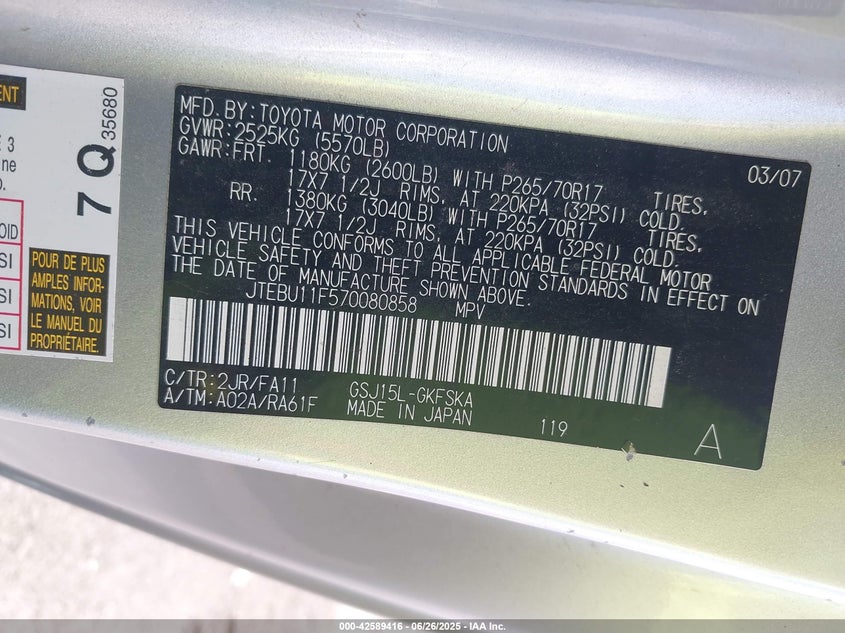 ENT
E 3
ne
O.
OID
SI
SI
SI
7 Q 35680
POUR DE PLUS
AMPLES INFOR-
MATIONS, VOIR
LE MANUEL DU
PROPRIÉTAIRE.
MFD. BY: TOYOTA MOTOR CORPORATION 03/07
GVWR: 2525KG (5570LB)
GAWR: FRT. 1180KG (2600LB) WITH P265/70R17 TIRES,
17X7 1/2J RIMS, AT 220KPA (32PSI) COLD.
RR. 1380KG (3040LB) WITH P265/70R17 TIRES,
17X7 1/2J RIMS, AT 220KPA (32PSI) COLD.
THIS VEHICLE CONFORMS TO ALL APPLICABLE FEDERAL MOTOR
VEHICLE SAFETY AND THEFT PREVENTION STANDARDS IN EFFECT ON
THE DATE OF MANUFACTURE SHOWN ABOVE.
JTEBU11F570080858 MPV
C/TR: 2JR/FA11 GSJ15L-GKFSKA
A/TM: A02A/RA61F MADE IN JAPAN 119 A
000-42589416 - 06/26/2025 - IAA Inc.